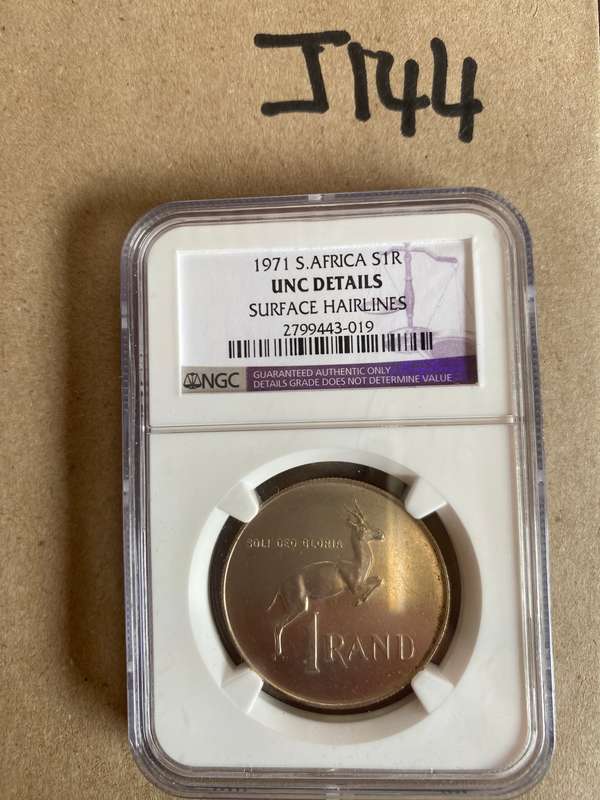 J144
1971 S.AFRICA S1R
UNC DETAILS
SURFACE HAIRLINES
2799443-019
NGC
GUARANTEED AUTHENTIC ONLY
DETAILS GRADE DOES NOT DETERMINE VALUE
SOLI DEO GLORIA
1 RAND